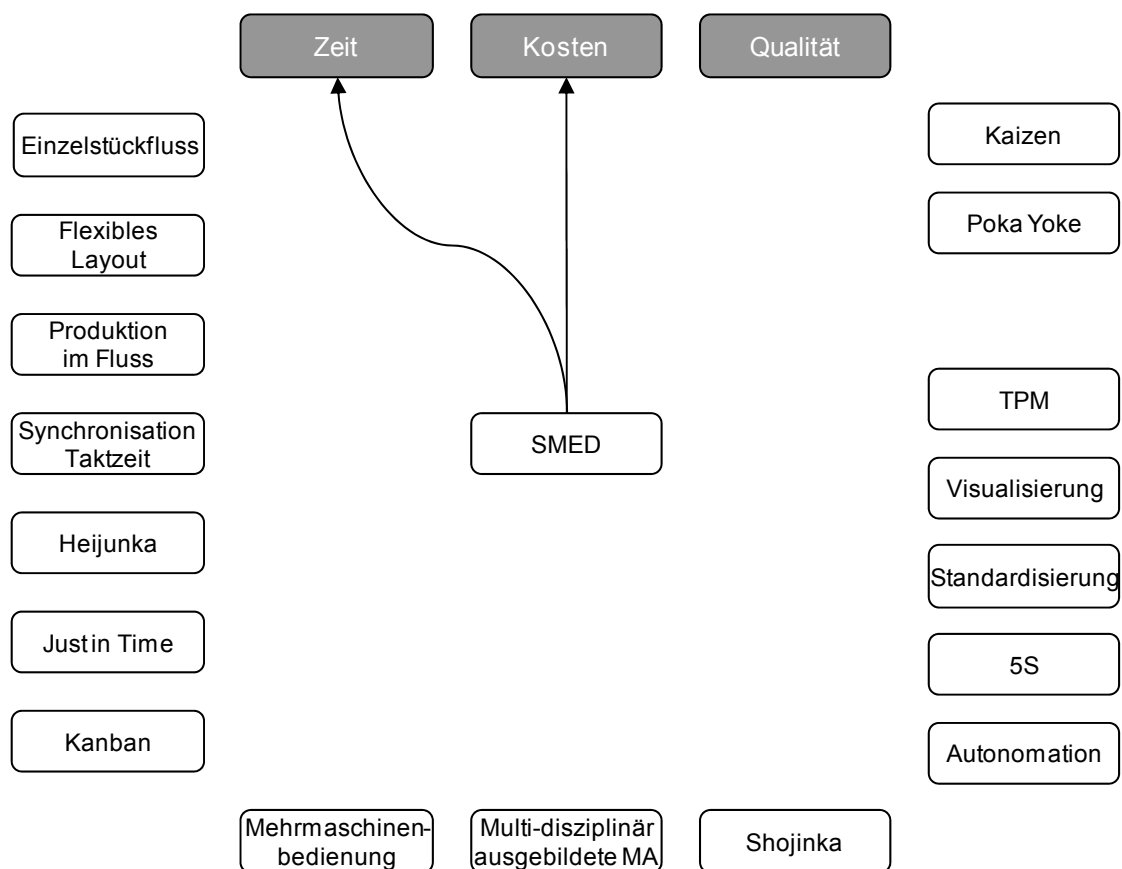 Zeit
Kosten
Qualität
Einzelstückfluss
Flexibles
Layout
Produktion
im Fluss
Synchronisation
Taktzeit
Heijunka
Just in Time
Kanban
SMED
Kaizen
Poka Yoke
TPM
Visualisierung
Standardisierung
5S
Autonomation
Mehrmaschinen-
bedienung
Multi-disziplinär
ausgebildete MA
Shojinka